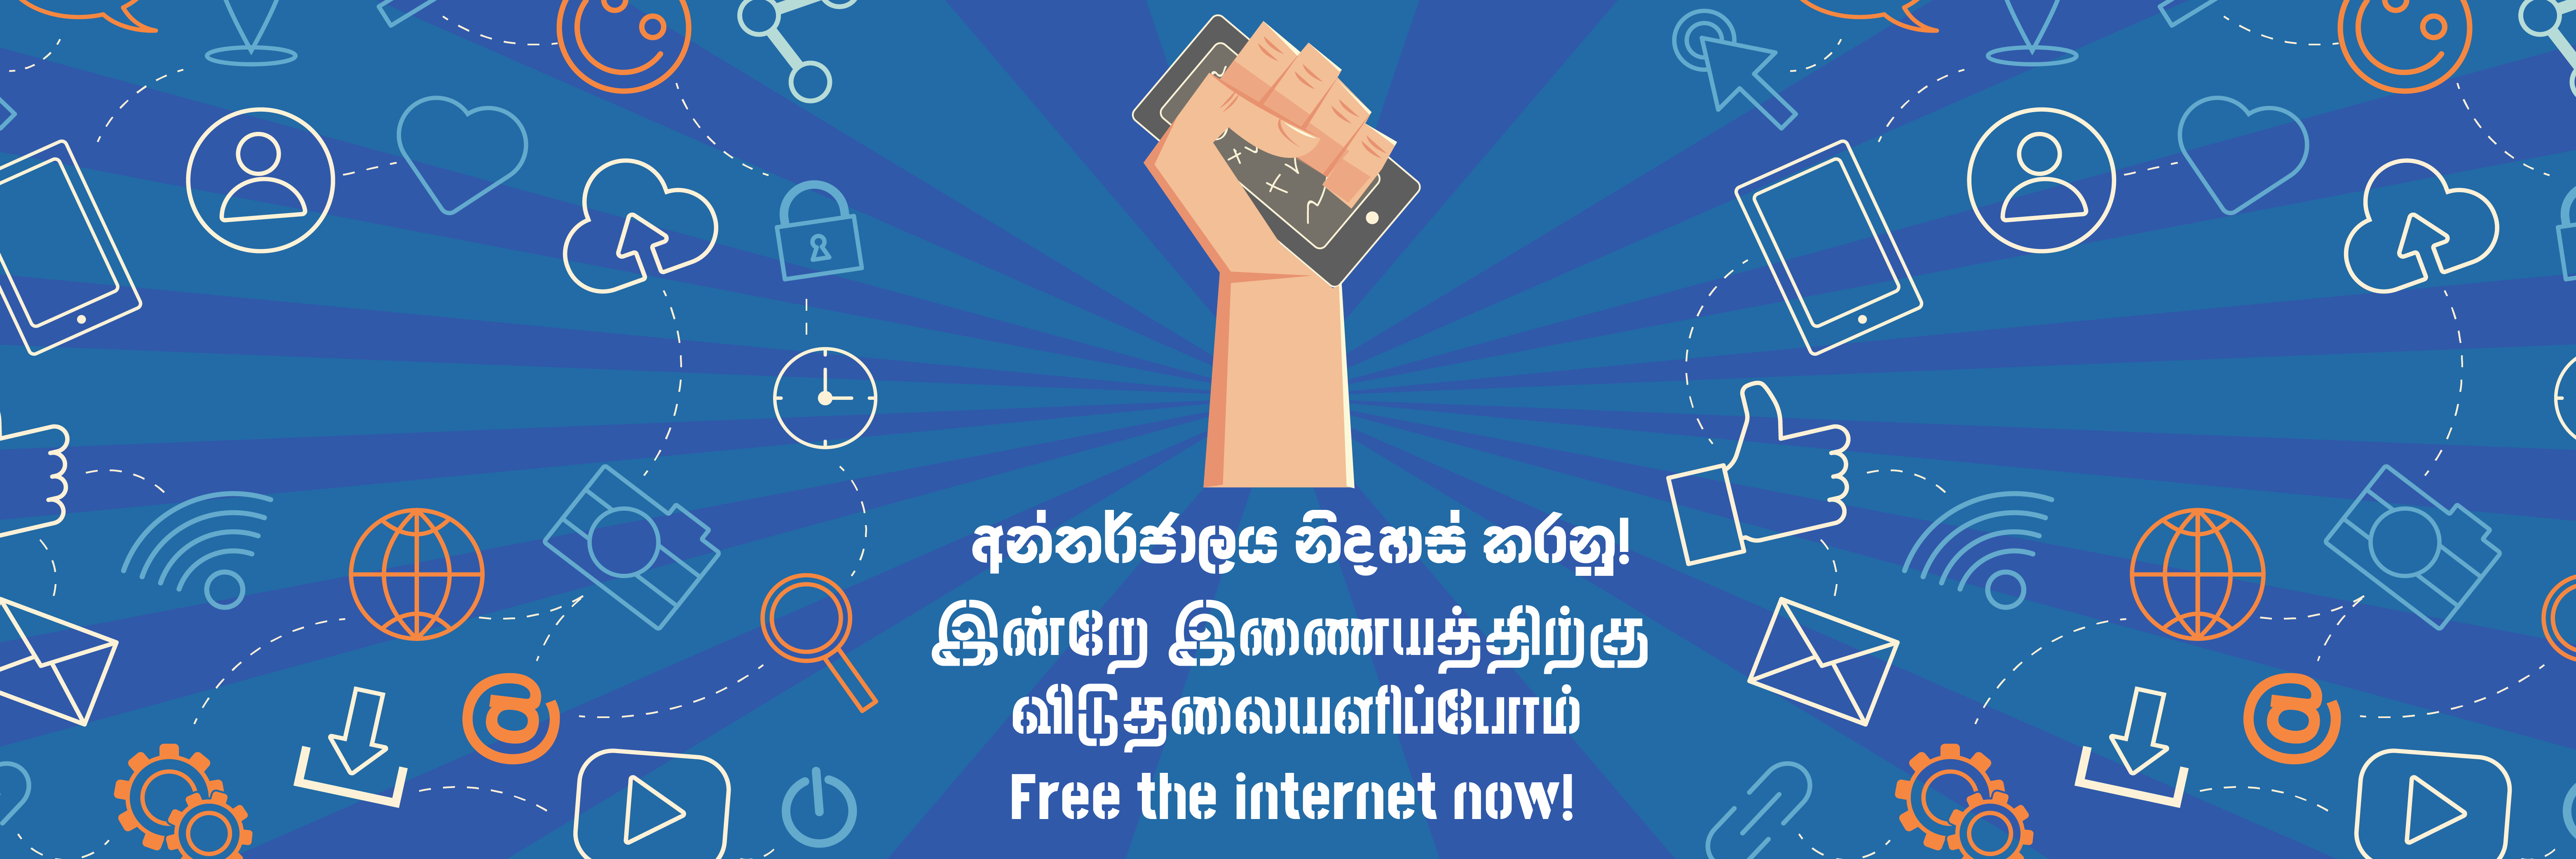 අන්තර්ජාලය නිදහස් කරනු!
இன்றே இணையத்திற்கு
விடுதலையளிப்போம்
Free the internet now!